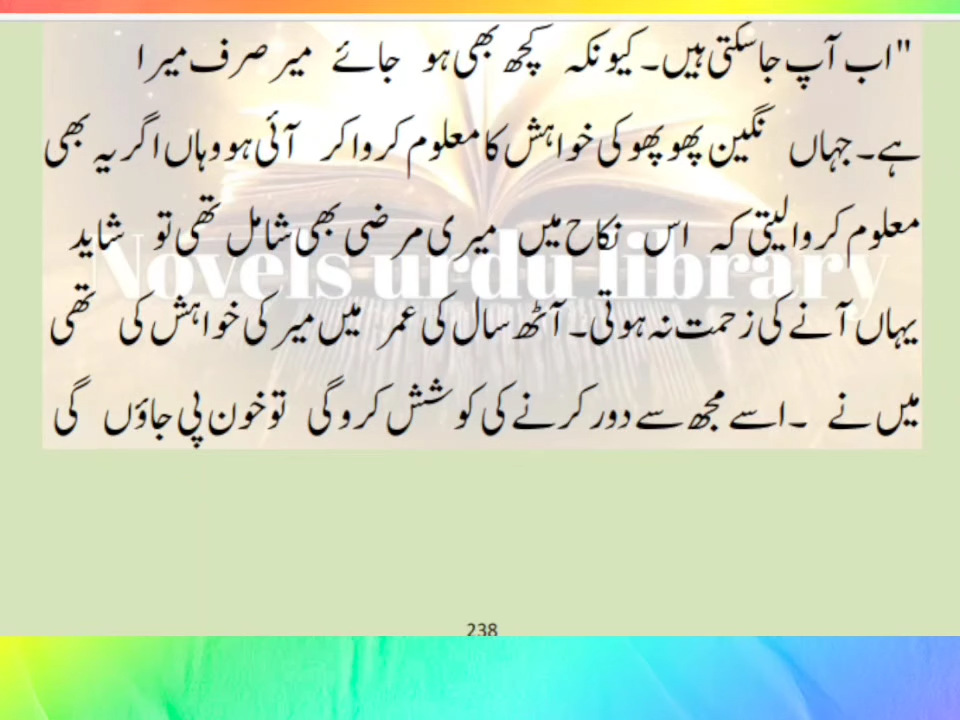 "اب آپ جاسکتی ہیں۔ کیونکہ کچھ بھی ہو جائے میر صرف میرا
ہے۔ جہاں نگین پھوپھو کی خواہش کا معلوم کروا کر آئی ہو وہاں اگر یہ بھی
معلوم کروا لیتی کہ اس نکاح میں میری مرضی بھی شامل تھی تو شاید
یہاں آنے کی زحمت نہ ہوتی۔ آٹھ سال کی عمر میں میر کی خواہش کی تھی
میں نے ۔ اسے مجھ سے دور کرنے کی کوشش کرو گی تو خون پی جاؤں گی
Novels urdu library
238